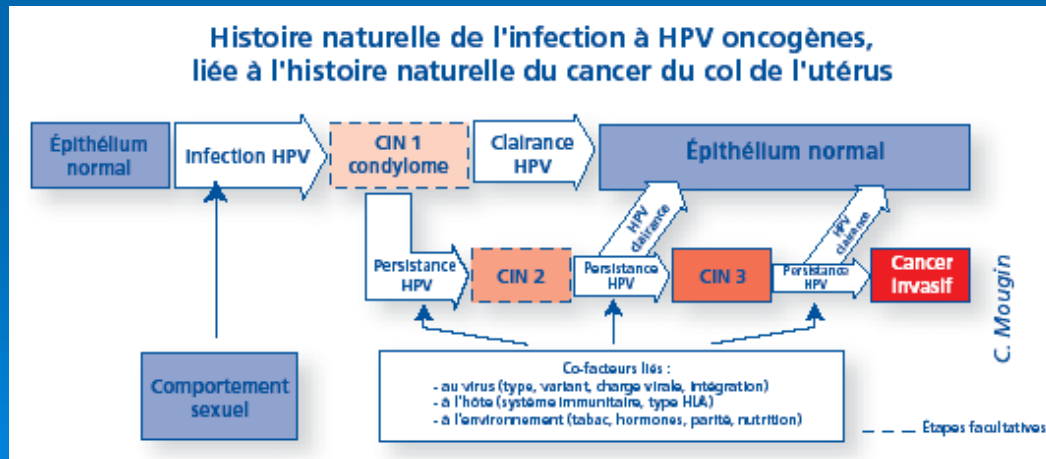 Histoire naturelle de l'infection à HPV oncogènes,
liée à l'histoire naturelle du cancer du col de l'utérus
Épithélium
normal
Infection HPV
CIN 1
condylome
Clairance
HPV
Épithélium normal
Persistance
HPV
CIN 2
HPV
clairance
Persistance
HPV
CIN 3
HPV
clairance
Persistance
HPV
Cancer
invasif
C. Mougin
Comportement
sexuel
Co-facteurs liés :
- au virus (type, variant, charge virale, intégration)
- à l'hôte (système immunitaire, type HLA)
- à l'environnement (tabac, hormones, parité, nutrition)
Étapes facultatives